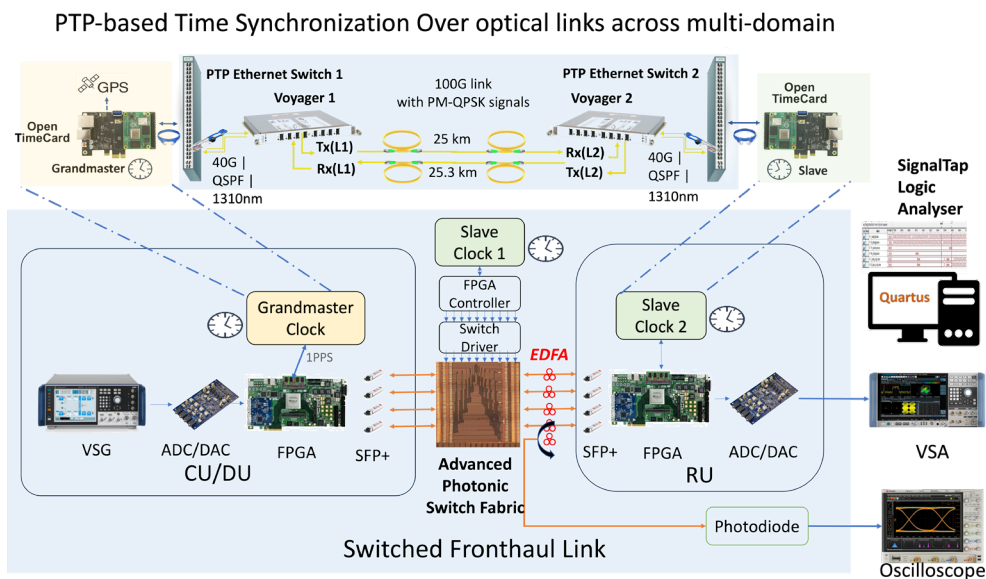 PTP-based Time Synchronization Over optical links across multi-domain
GPS
Open
TimeCard
Grandmaster
PTP Ethernet Switch 1
Voyager 1
40G |
QSPF |
1310nm
Tx(L1)
Rx(L1)
100G link
with PM-QPSK signals
25 km
25.3 km
PTP Ethernet Switch 2
Voyager 2
Rx(L2)
Tx(L2)
40G |
QSPF |
1310nm
Open
TimeCard
Slave
SignalTap
Logic
Analyser
Quartus
Slave
Clock 1
FPGA
Controller
Switch
Driver
Grandmaster
Clock
1PPS
Slave
Clock 2
EDFA
VSG
ADC/DAC
FPGA
SFP+
CU/DU
Advanced
Photonic
Switch Fabric
SFP+
FPGA
ADC/DAC
RU
VSA
Photodiode
Oscilloscope
Switched Fronthaul Link